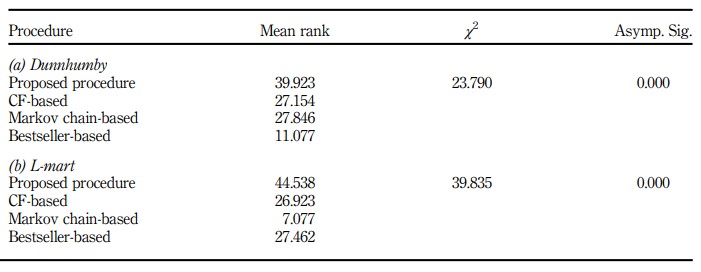 Procedure Mean rank χ² Asymp. Sig.
(a) Dunnhumby
Proposed procedure 39.923 23.790 0.000
CF-based 27.154
Markov chain-based 27.846
Bestseller-based 11.077
(b) L-mart
Proposed procedure 44.538 39.835 0.000
CF-based 26.923
Markov chain-based 7.077
Bestseller-based 27.462